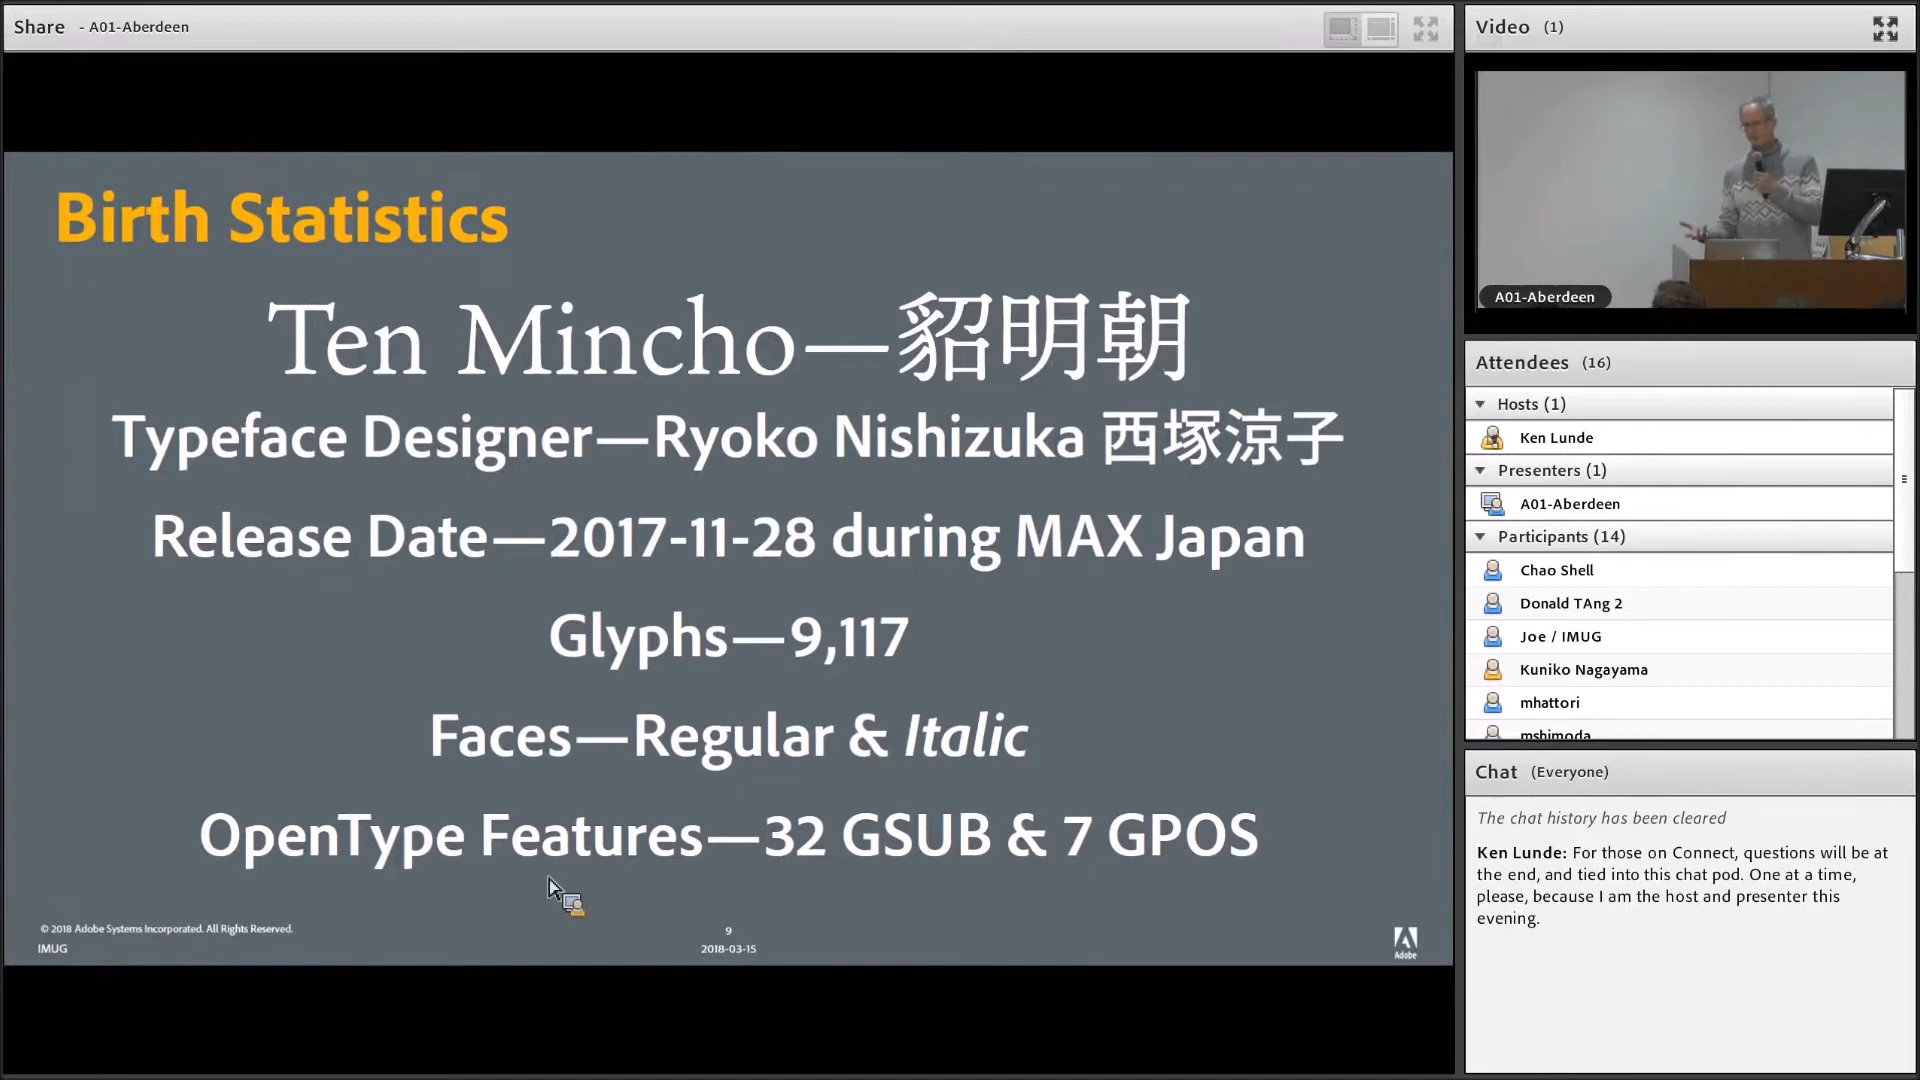 Share - A01-Aberdeen
Birth Statistics
Ten Mincho—貂明朝
Typeface Designer—Ryoko Nishizuka 西塚涼子
Release Date—2017-11-28 during MAX Japan
Glyphs—9,117
Faces—Regular & Italic
OpenType Features—32 GSUB & 7 GPOS
© 2018 Adobe Systems Incorporated. All Rights Reserved.
IMUG
9
2018-03-15
Adobe
Video (1)
A01-Aberdeen
Attendees (16)
Hosts (1)
Ken Lunde
Presenters (1)
A01-Aberdeen
Participants (14)
Chao Shell
Donald TAng 2
Joe / IMUG
Kuniko Nagayama
mhattori
mshimoda
Chat (Everyone)
The chat history has been cleared
Ken Lunde: For those on Connect, questions will be at
the end, and tied into this chat pod. One at a time,
please, because I am the host and presenter this
evening.